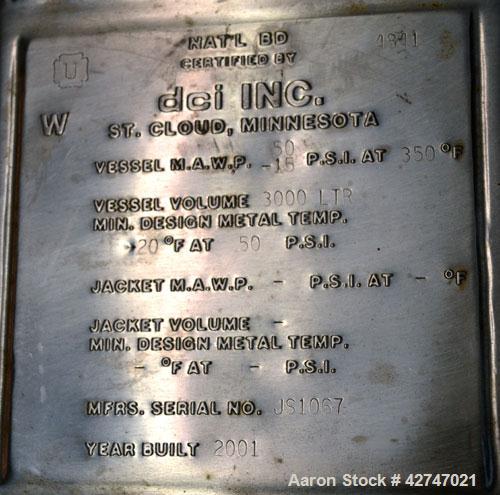 NAT'L BD
U
CERTIFIED BY
dci INC.
W
ST. CLOUD, MINNESOTA
50
VESSEL M.A.W.P. -15 P.S.I. AT 350 °F
VESSEL VOLUME 3000 LTR
MIN. DESIGN METAL TEMP.
-20 °F AT 50 P.S.I.
JACKET M.A.W.P. - P.S.I. AT - °F
JACKET VOLUME -
MIN. DESIGN METAL TEMP.
- °F AT - P.S.I.
MFRS. SERIAL NO. JS1067
YEAR BUILT 2001
Aaron Stock # 42747021